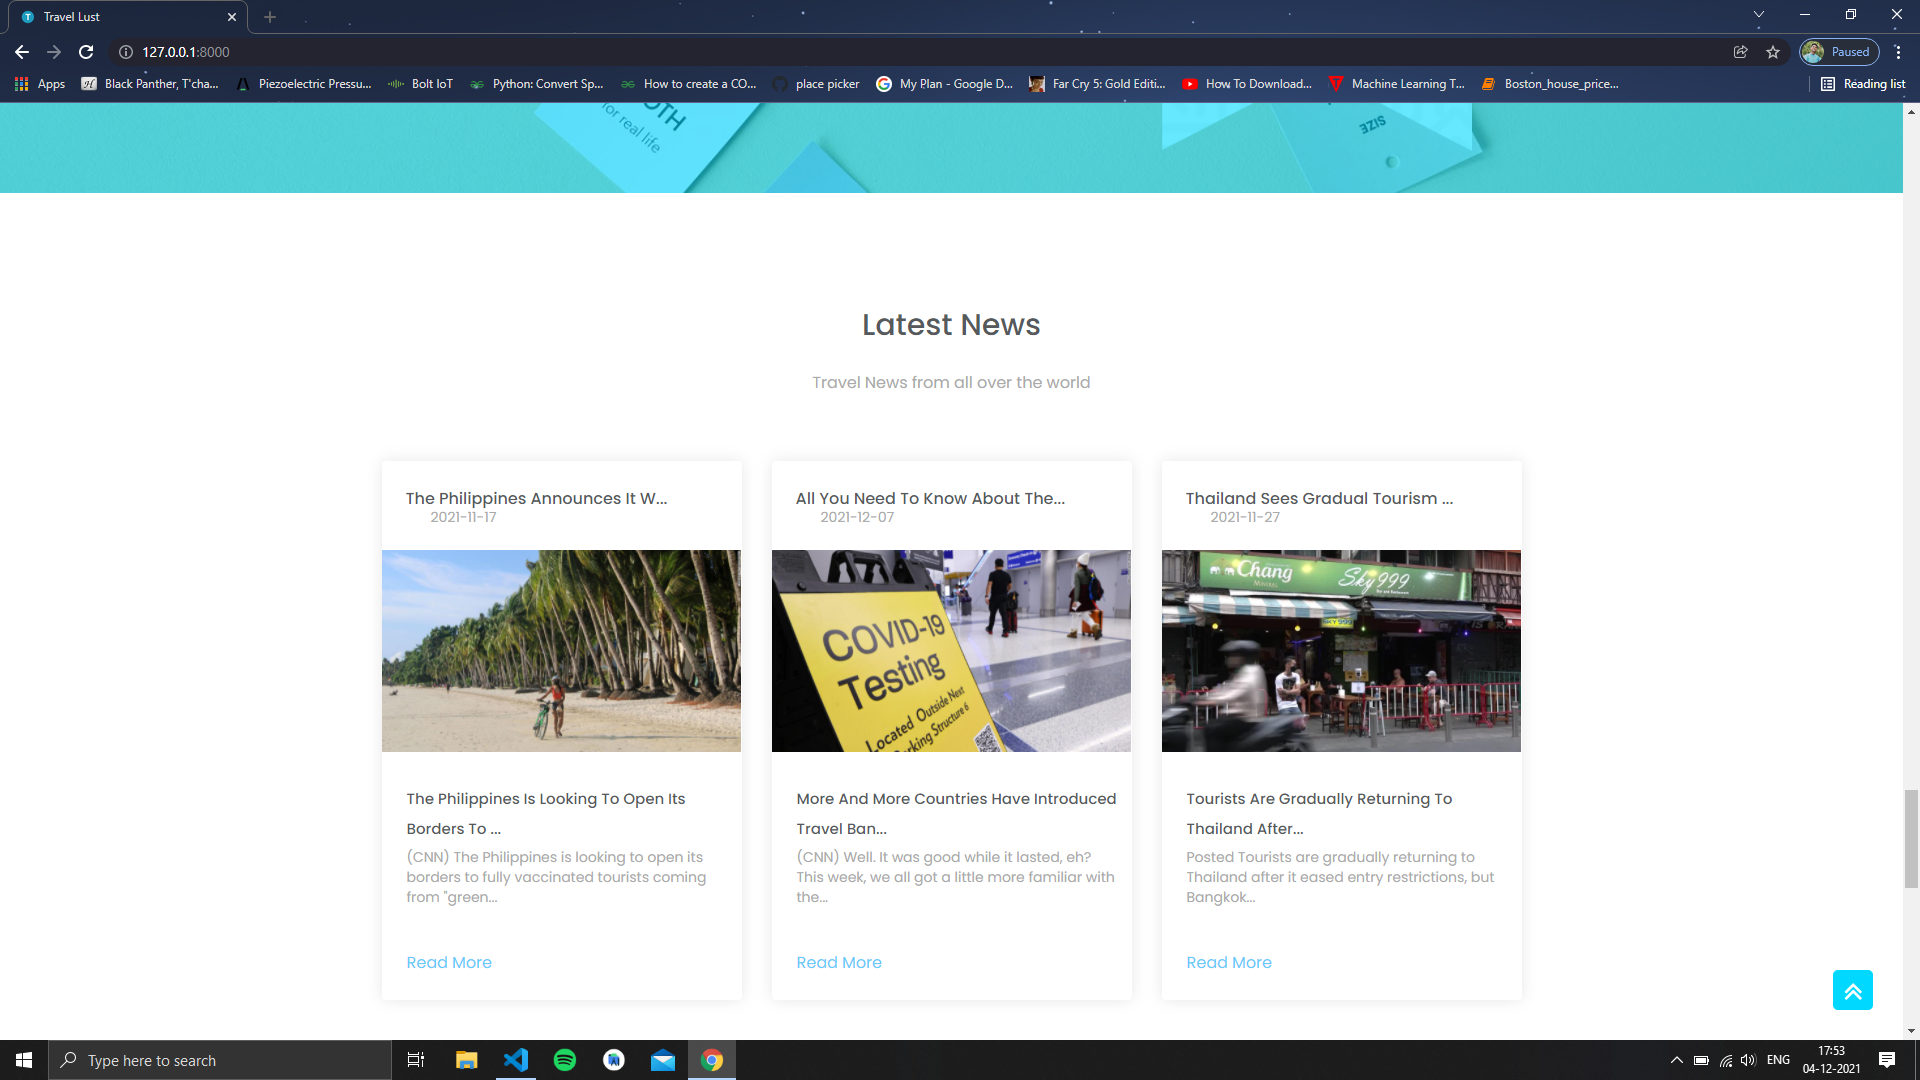 Travel Lust
127.0.0.1:8000
Paused
Apps
Black Panther, T'cha...
Piezoelectric Pressu...
Bolt IoT
Python: Convert Sp...
How to create a CO...
place picker
My Plan - Google D...
Far Cry 5: Gold Editi...
How To Download...
Machine Learning T...
Boston_house_price...
Reading list
OTH
for real life
SIZE
Latest News
Travel News from all over the world
The Philippines Announces It W...
2021-11-17
All You Need To Know About The...
2021-12-07
Thailand Sees Gradual Tourism ...
2021-11-27
COVID-19
Testing
Located Outside Next
Parking Structure 6
Chang
Sky999
SKY 999
The Philippines Is Looking To Open Its
Borders To ...
(CNN) The Philippines is looking to open its
borders to fully vaccinated tourists coming
from "green...
Read More
More And More Countries Have Introduced
Travel Ban...
(CNN) Well. It was good while it lasted, eh?
This week, we all got a little more familiar with
the...
Read More
Tourists Are Gradually Returning To
Thailand After...
Posted Tourists are gradually returning to
Thailand after it eased entry restrictions, but
Bangkok...
Read More
Type here to search
ENG
17:53
04-12-2021